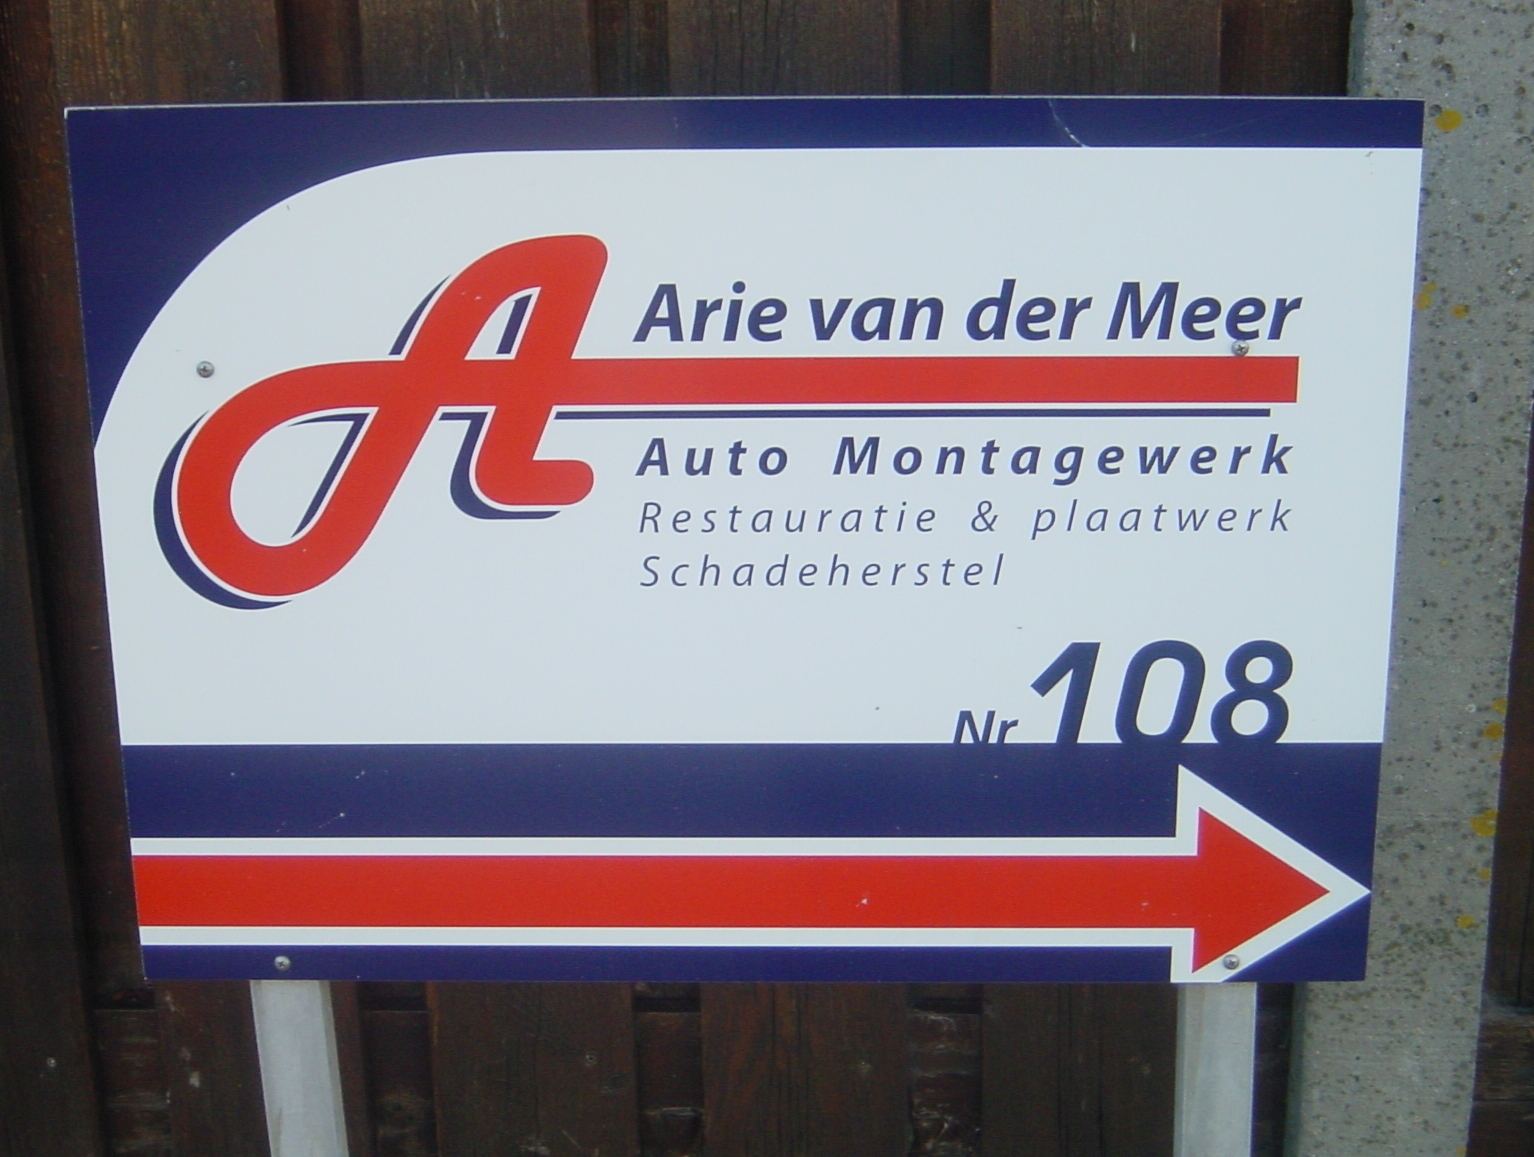 Arie van der Meer
Auto Montagewerk
Restauratie & plaatwerk
Schadeherstel
Nr 108